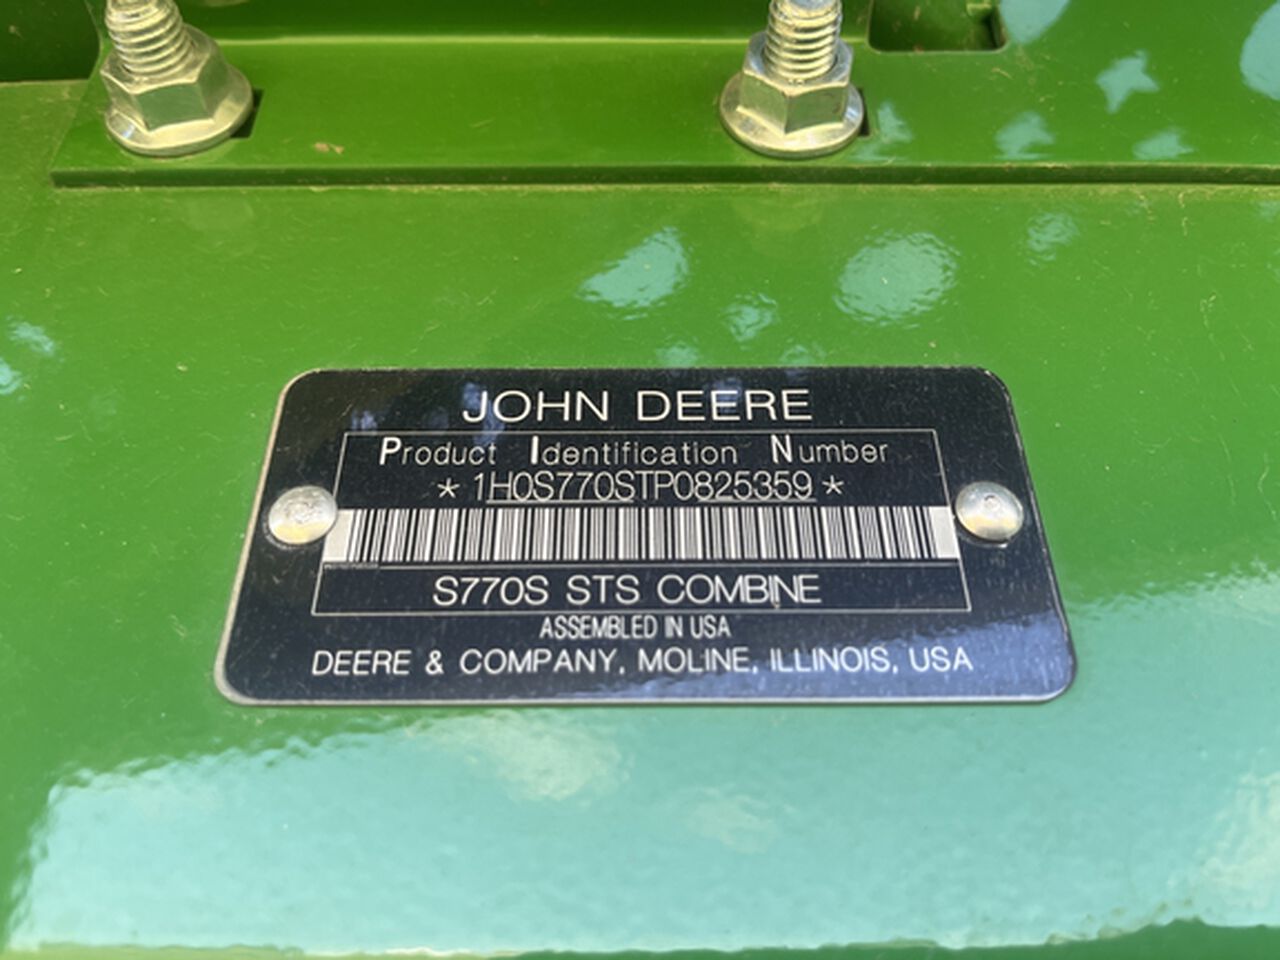 JOHN DEERE
Product Identification Number
* 1H0S770STP0825359 *
S770S STS COMBINE
ASSEMBLED IN USA
DEERE & COMPANY, MOLINE, ILLINOIS, USA